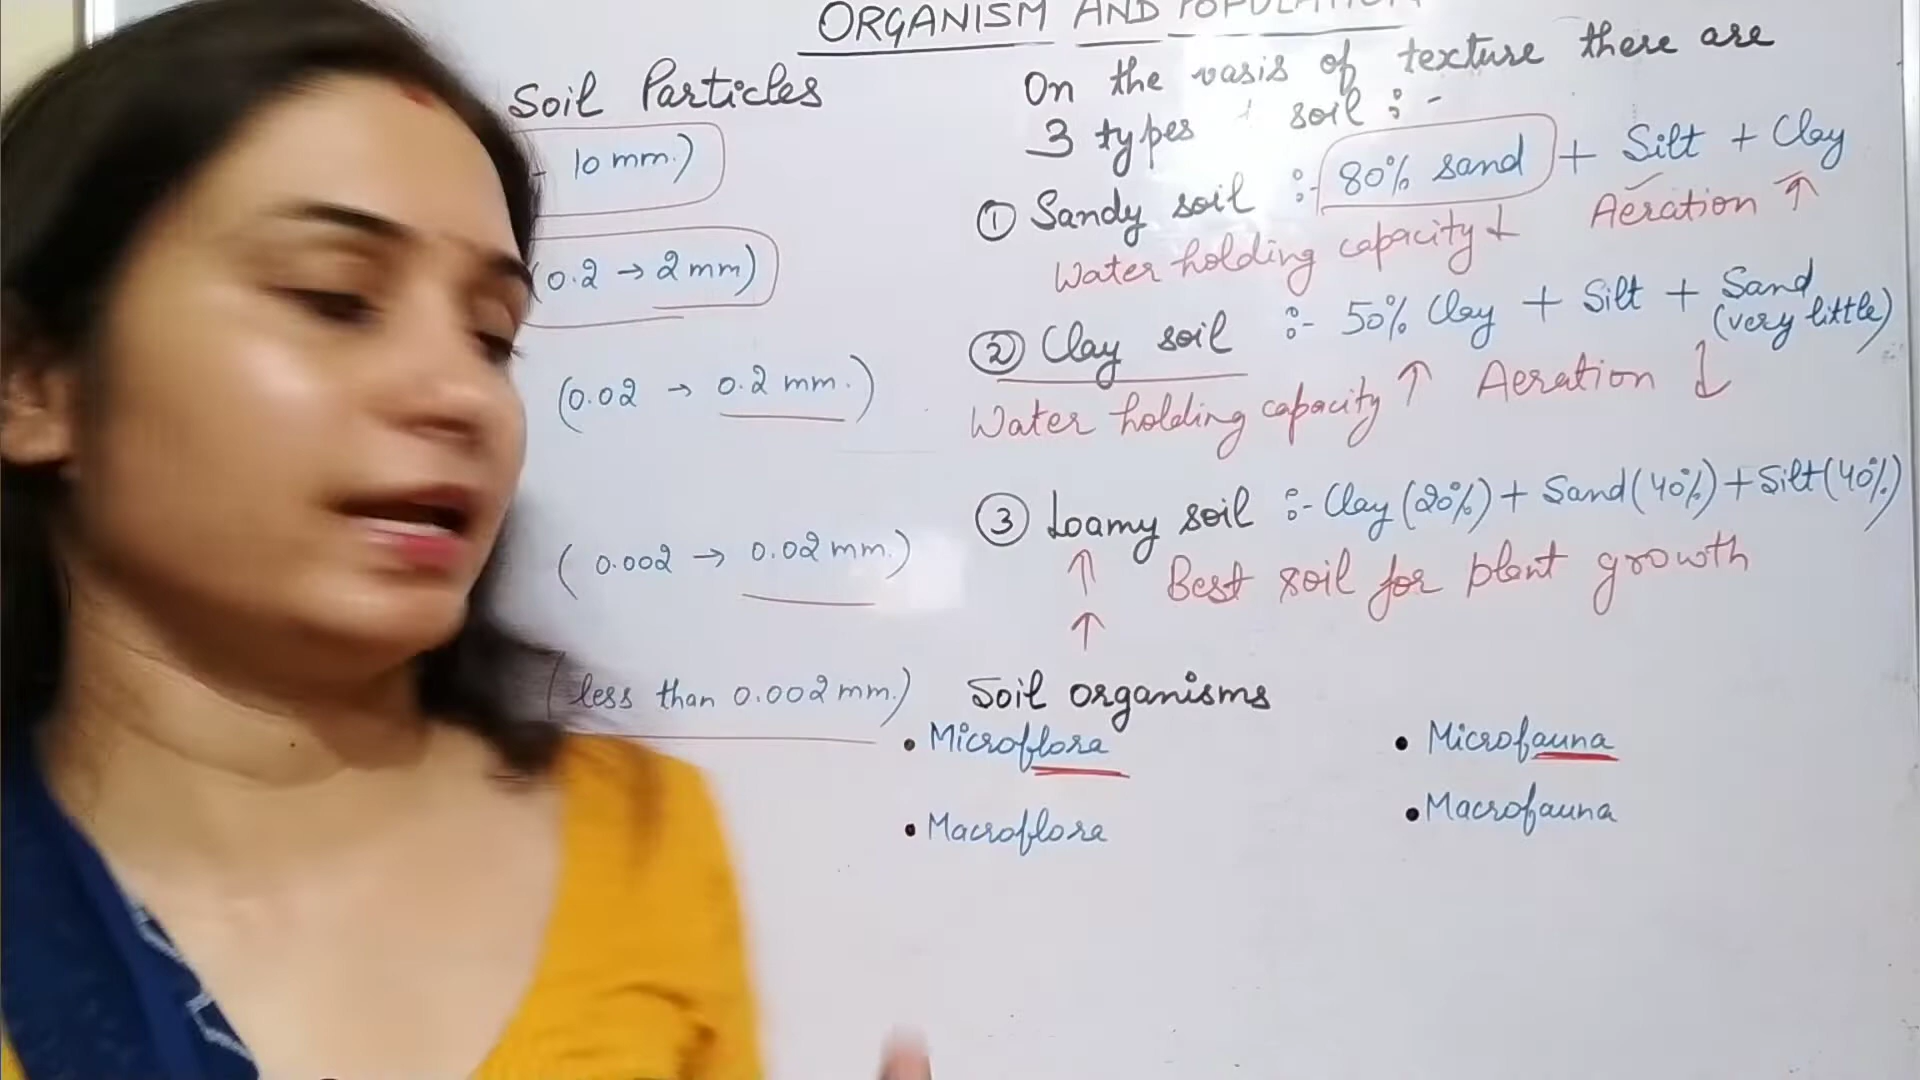 ORGANISM AND POPULATION
Soil Particles
10 mm.)
(0.2 → 2 mm)
(0.02 → 0.2 mm.)
(0.002 → 0.02 mm.)
(less than 0.002 mm.)
On the basis of texture there are
3 types soil :-
① Sandy soil :- 80% sand + Silt + Clay
Water holding capacity ↓ Aeration ↑
② Clay soil :- 50% Clay + Silt + Sand
(very little)
Water holding capacity ↑ Aeration ↓
③ Loamy soil :- Clay (20%) + Sand (40%) + Silt (40%)
↑ Best soil for plant growth
↑
Soil organisms
• Microflora
• Microfauna
• Macroflora
• Macrofauna